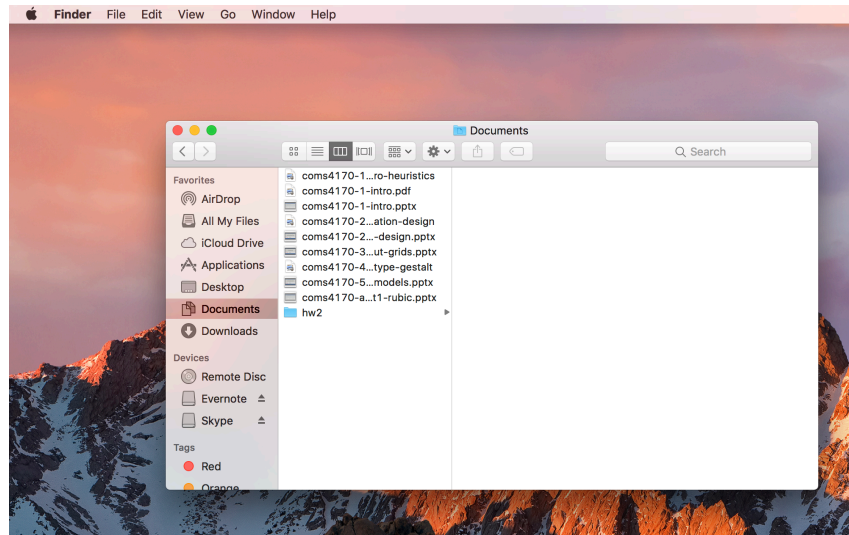 Finder File Edit View Go Window Help
Documents
Search
Favorites
AirDrop
All My Files
iCloud Drive
Applications
Desktop
Documents
Downloads
Devices
Remote Disc
Evernote
Skype
Tags
Red
Orange
coms4170-1...ro-heuristics
coms4170-1-intro.pdf
coms4170-1-intro.pptx
coms4170-2...ation-design
coms4170-2...-design.pptx
coms4170-3...ut-grids.pptx
coms4170-4...type-gestalt
coms4170-5...models.pptx
coms4170-a...t1-rubic.pptx
hw2